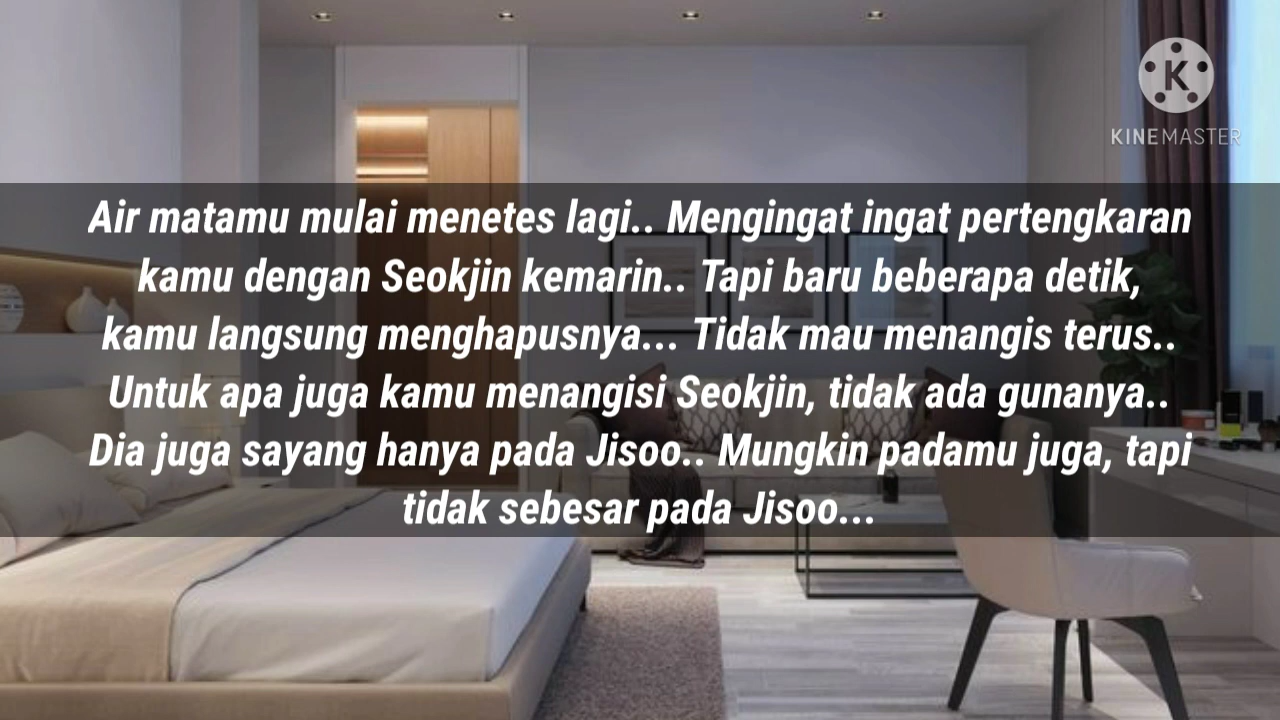 K
KINEMASTER
Air matamu mulai menetes lagi.. Mengingat ingat pertengkaran
kamu dengan Seokjin kemarin.. Tapi baru beberapa detik,
kamu langsung menghapusnya... Tidak mau menangis terus..
Untuk apa juga kamu menangisi Seokjin, tidak ada gunanya..
Dia juga sayang hanya pada Jisoo.. Mungkin padamu juga, tapi
tidak sebesar pada Jisoo...